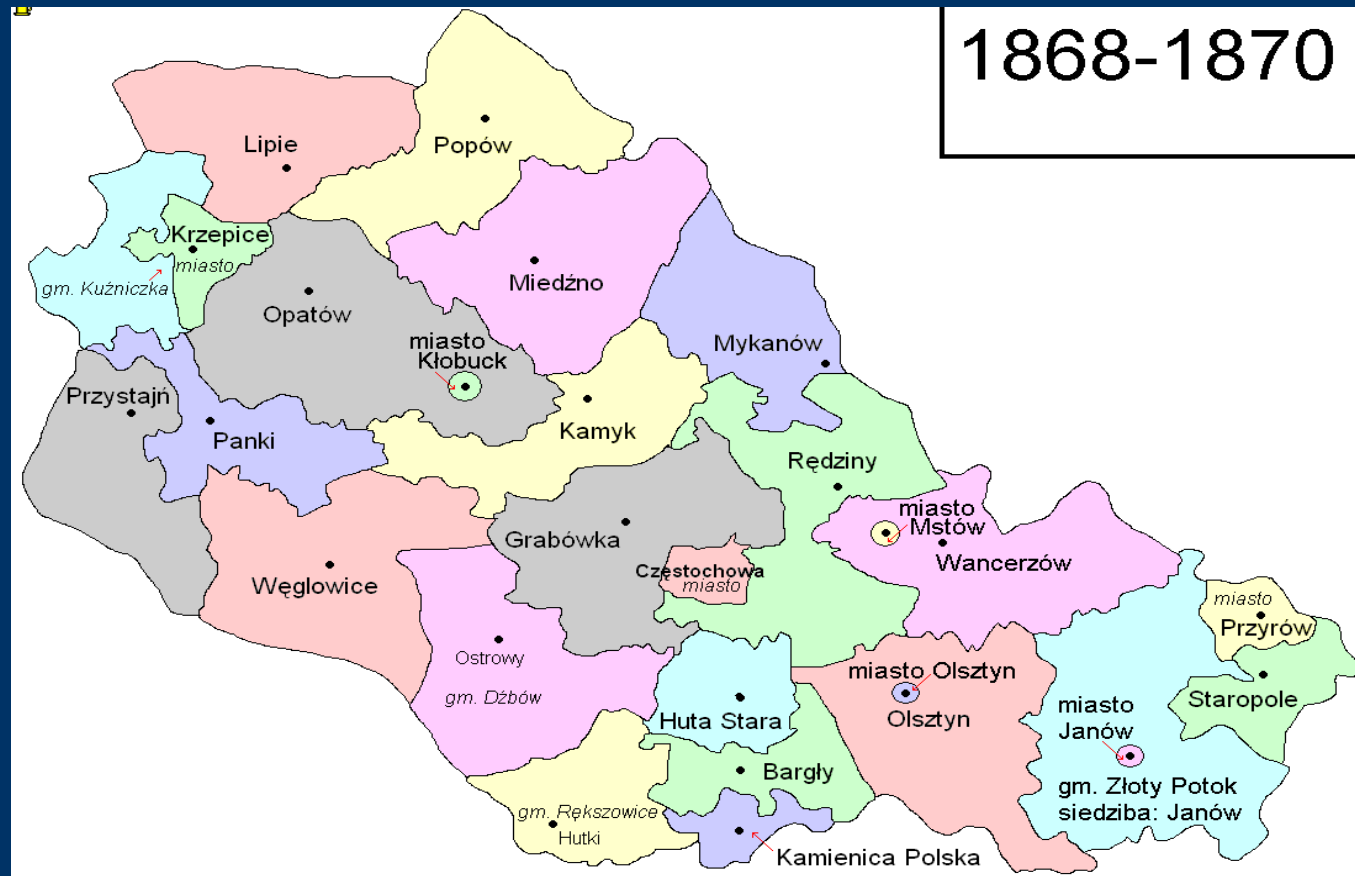 1868-1870
Lipie
Popów
Krzepice
miasto
gm. Kuźniczka
Miedźno
Opatów
miasto
Kłobuck
Mykanów
Przystajń
Panki
Kamyk
Rędziny
miasto
Mstów
Wancerzów
Grabówka
Częstochowa
miasto
Węglowice
miasto
Przyrów
Ostrowy
gm. Dźbów
miasto Olsztyn
Olsztyn
Huta Stara
Staropole
miasto
Janów
Bargły
gm. Złoty Potok
siedziba: Janów
gm. Rększowice
Hutki
Kamienica Polska